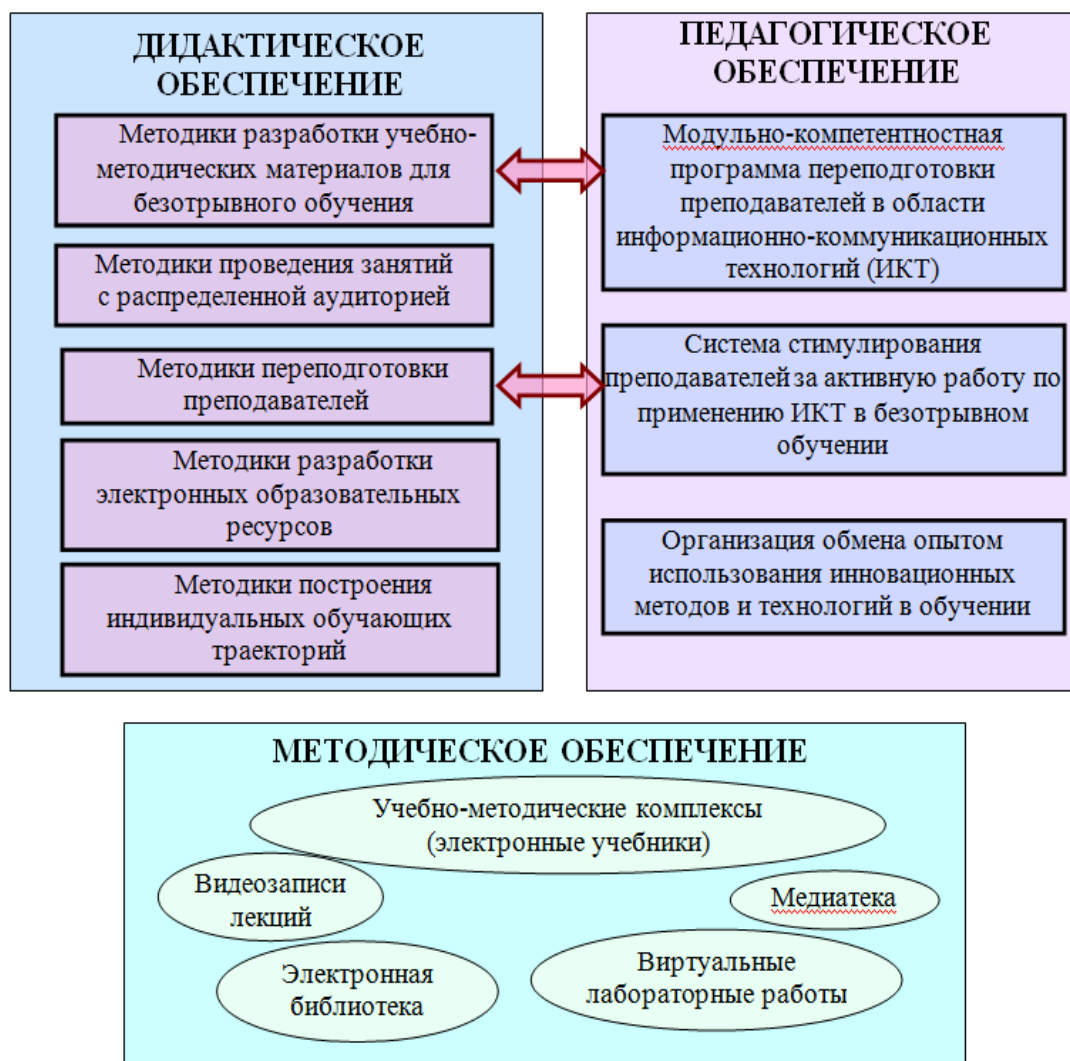 ДИДАКТИЧЕСКОЕ
ОБЕСПЕЧЕНИЕ
Методики разработки учебно-
методических материалов для
безотрывного обучения
Методики проведения занятий
с распределенной аудиторией
Методики переподготовки
преподавателей
Методики разработки
электронных образовательных
ресурсов
Методики построения
индивидуальных обучающих
траекторий
ПЕДАГОГИЧЕСКОЕ
ОБЕСПЕЧЕНИЕ
Модульно-компетентностная
программа переподготовки
преподавателей в области
информационно-коммуникационных
технологий (ИКТ)
Система стимулирования
преподавателей за активную работу по
применению ИКТ в безотрывном
обучении
Организация обмена опытом
использования инновационных
методов и технологий в обучении
МЕТОДИЧЕСКОЕ ОБЕСПЕЧЕНИЕ
Учебно-методические комплексы
(электронные учебники)
Видеозаписи
лекций
Медиатека
Электронная
библиотека
Виртуальные
лабораторные работы